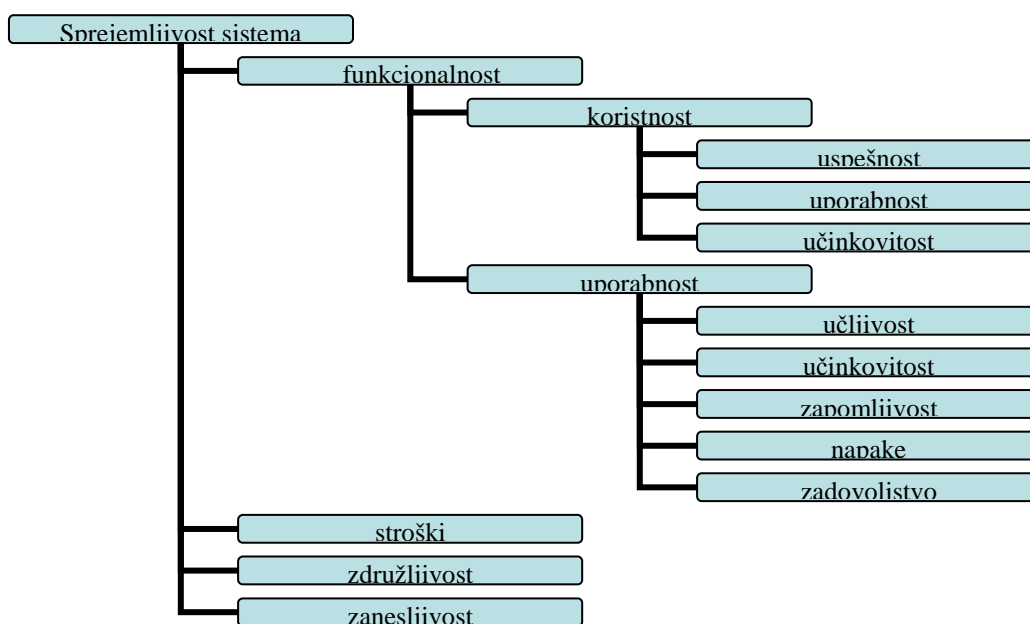 Sprejemljivost sistema
funkcionalnost
koristnost
uspešnost
uporabnost
učinkovitost
uporabnost
učljivost
učinkovitost
zapomljivost
napake
zadovoljstvo
stroški
združljivost
zanesljivost